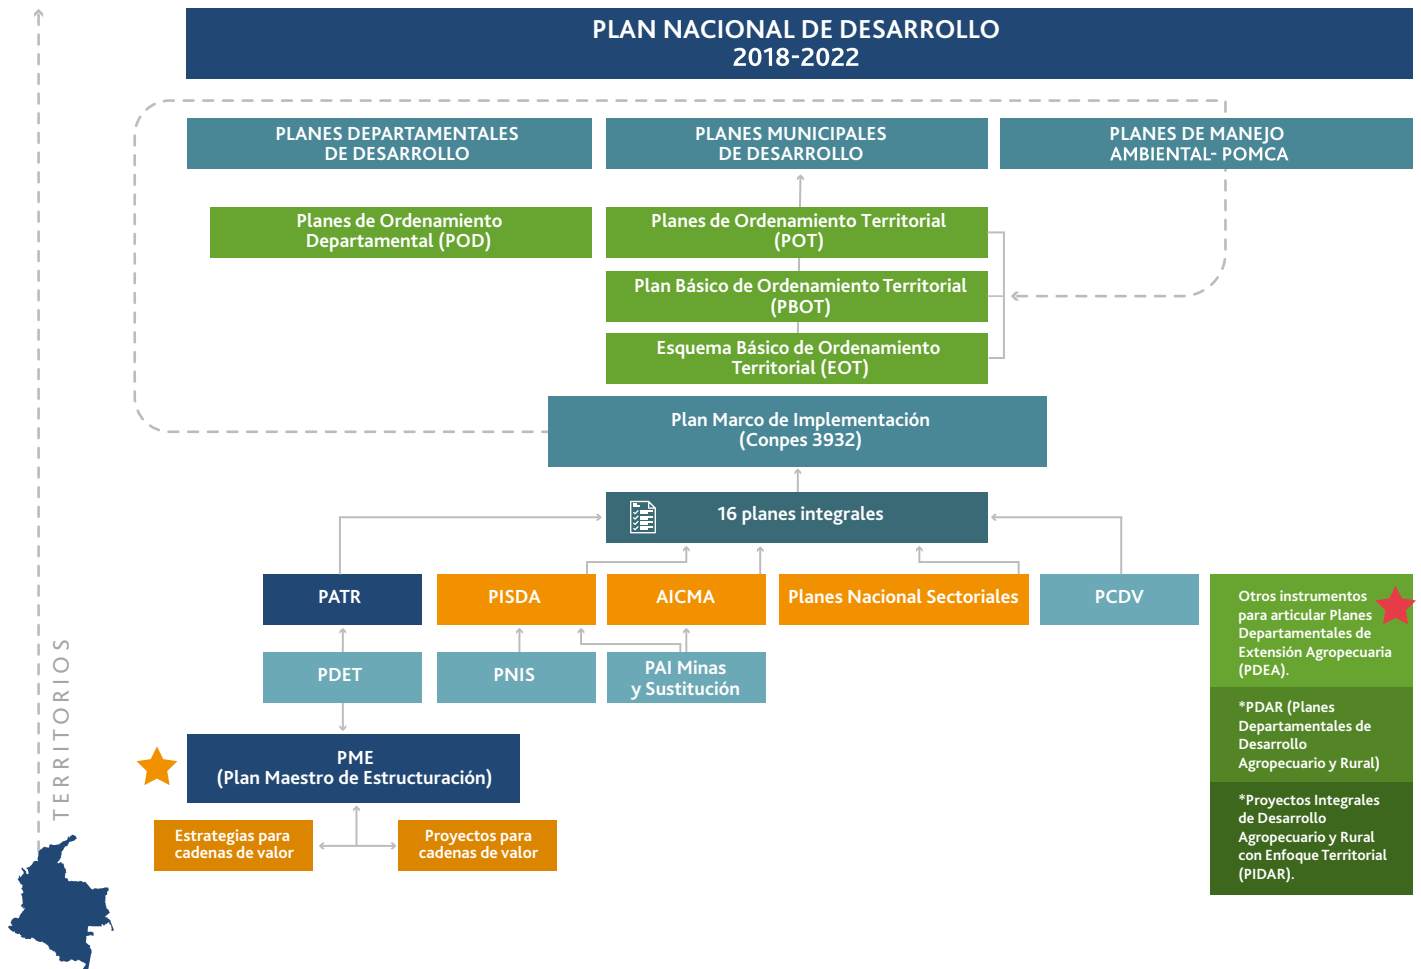 PLAN NACIONAL DE DESARROLLO
2018-2022
PLANES DEPARTAMENTALES
DE DESARROLLO
PLANES MUNICIPALES
DE DESARROLLO
PLANES DE MANEJO
AMBIENTAL- POMCA
Planes de Ordenamiento
Departamental (POD)
Planes de Ordenamiento Territorial
(POT)
Plan Básico de Ordenamiento Territorial
(PBOT)
Esquema Básico de Ordenamiento
Territorial (EOT)
Plan Marco de Implementación
(Conpes 3932)
16 planes integrales
PATR
PISDA
AICMA
Planes Nacional Sectoriales
PCDV
PDET
PNIS
PAI Minas
y Sustitución
PME
(Plan Maestro de Estructuración)
Estrategias para
cadenas de valor
Proyectos para
cadenas de valor
Otros instrumentos
para articular Planes
Departamentales de
Extensión Agropecuaria
(PDEA).
*PDAR (Planes
Departamentales de
Desarrollo
Agropecuario y Rural)
*Proyectos Integrales
de Desarrollo
Agropecuario y Rural
con Enfoque Territorial
(PIDAR).
TERRITORIOS